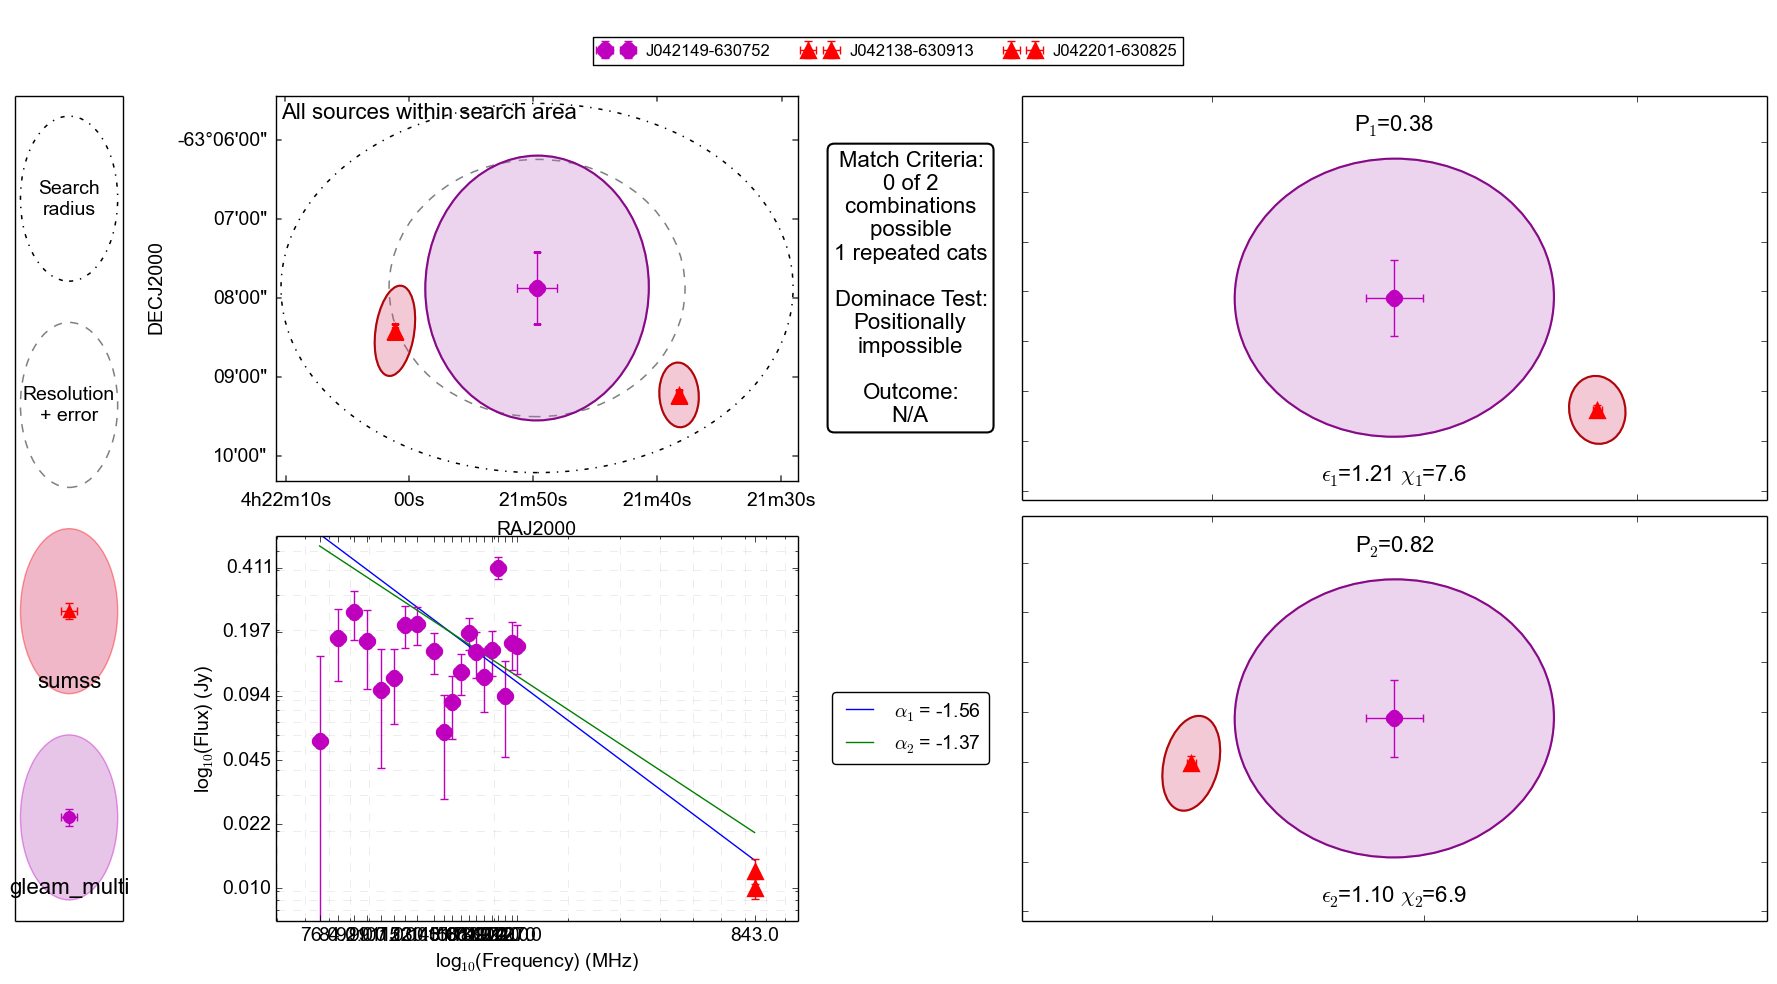 J042149-630752 J042138-630913 J042201-630825
Search
radius
Resolution
+ error
sumss
gleam_multi
All sources within search area
DECJ2000
-63°06'00"
07'00"
08'00"
09'00"
10'00"
4h22m10s 00s 21m50s 21m40s 21m30s
RAJ2000
Match Criteria:
0 of 2
combinations
possible
1 repeated cats
Dominace Test:
Positionally
impossible
Outcome:
N/A
P₁=0.38
ϵ₁=1.21 χ₁=7.6
P₂=0.82
ϵ₂=1.10 χ₂=6.9
log₁₀(Flux) (Jy)
0.411
0.197
0.094
0.045
0.022
0.010
843.0
log₁₀(Frequency) (MHz)
α₁ = -1.56
α₂ = -1.37